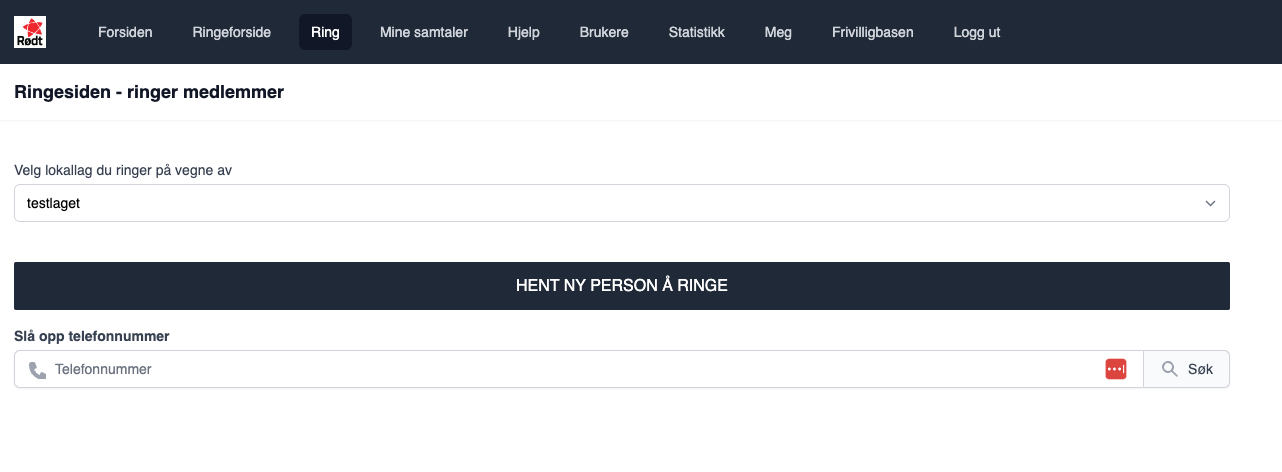 Rødt
Forsiden Ringeforside Ring Mine samtaler Hjelp Brukere Statistikk Meg Frivilligbasen Logg ut
Ringesiden - ringer medlemmer
Velg lokallag du ringer på vegne av
testlaget
HENT NY PERSON Å RINGE
Slå opp telefonnummer
Telefonnummer Søk